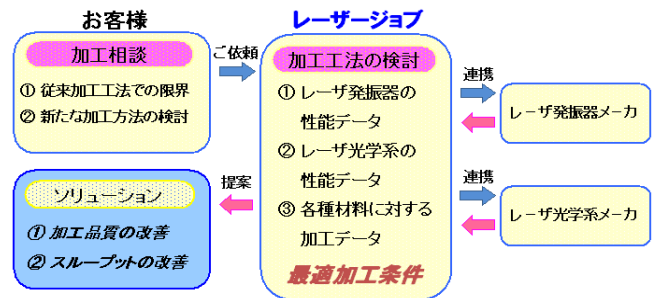 お客様
加工相談
① 従来加工工法での限界
② 新たな加工方法の検討
ご依頼
レーザージョブ
加工工法の検討
① レーザ発振器の
性能データ
② レーザ光学系の
性能データ
③ 各種材料に対する
加工データ
最適加工条件
連携
レーザ発振器メーカ
連携
レーザ光学系メーカ
提案
ソリューション
① 加工品質の改善
② スループットの改善